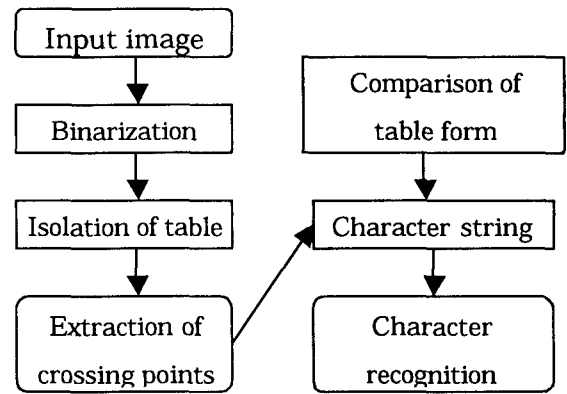 Input image
Binarization
Isolation of table
Extraction of
crossing points
Comparison of
table form
Character string
Character
recognition